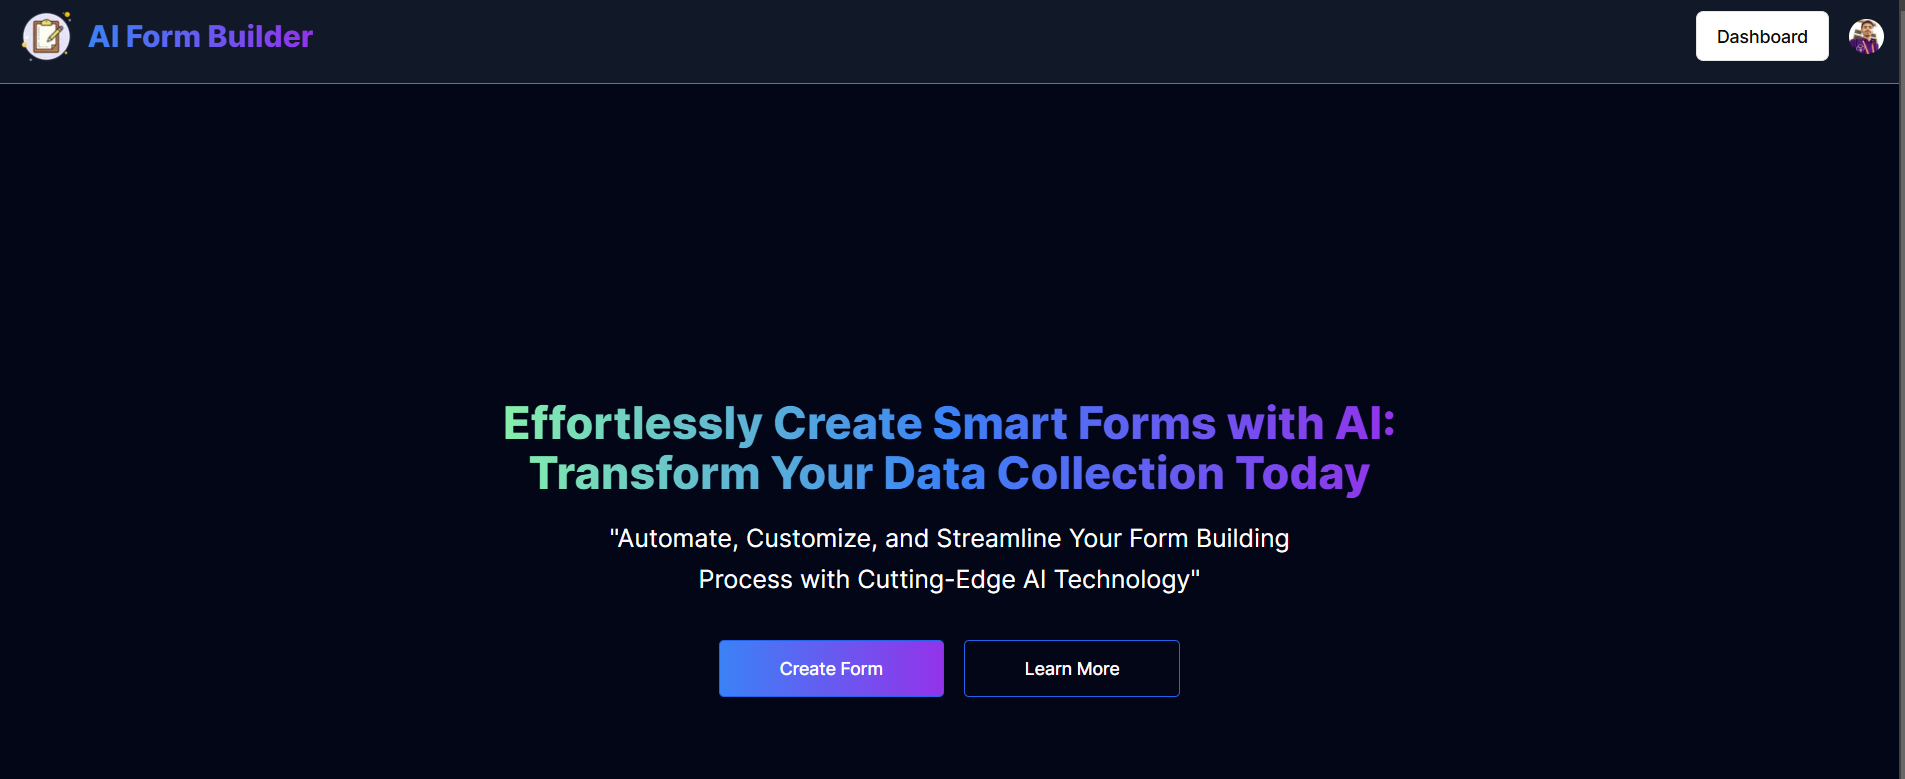 AI Form Builder
Dashboard
Effortlessly Create Smart Forms with AI:
Transform Your Data Collection Today
"Automate, Customize, and Streamline Your Form Building
Process with Cutting-Edge AI Technology"
Create Form
Learn More